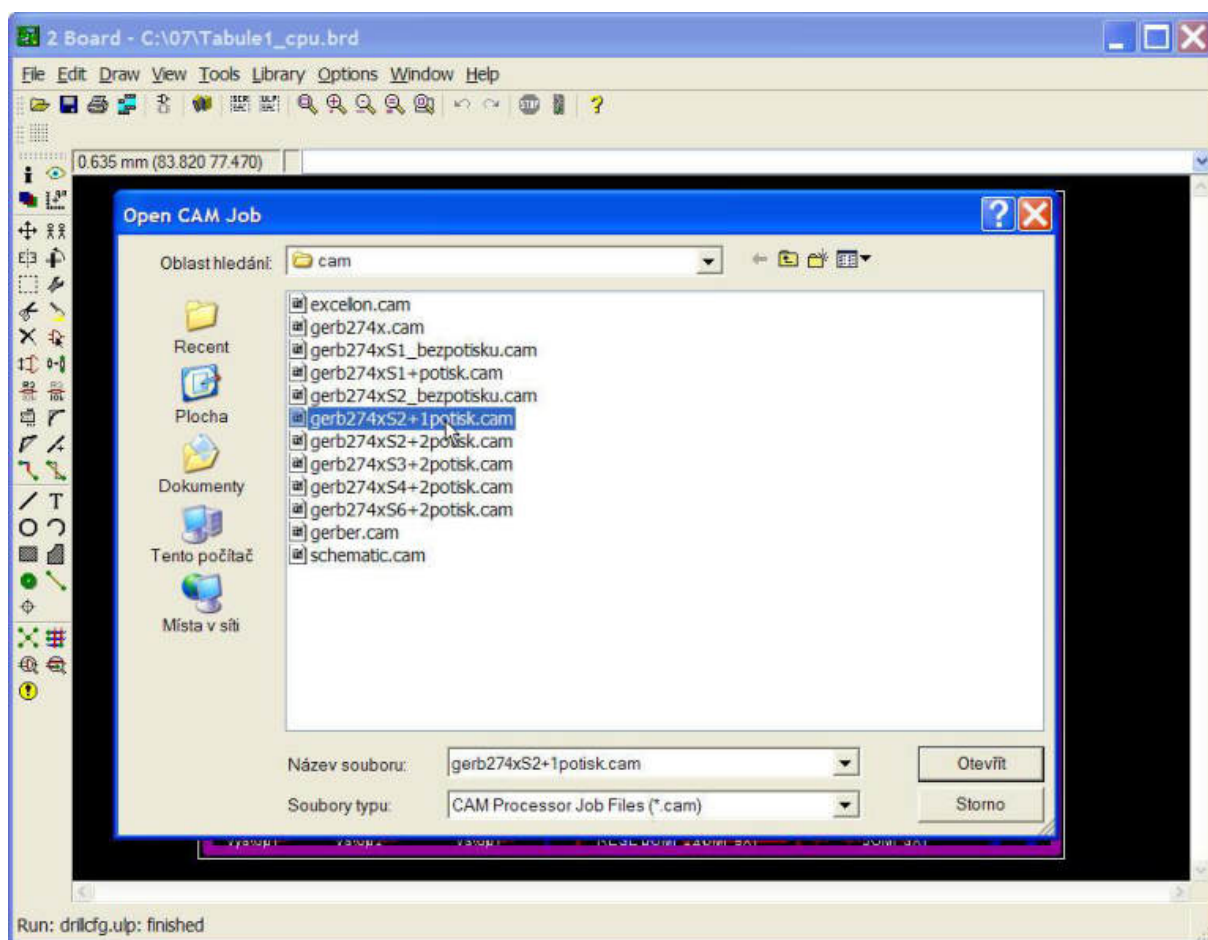 2 Board - C:\07\Tabule1_cpu.brd
File Edit Draw View Tools Library Options Window Help
0.635 mm (83.820 77.470)
Open CAM Job
Oblast hledání: cam
Recent
Plocha
Dokumenty
Tento počítač
Místa v síti
excellon.cam
gerb274x.cam
gerb274xS1_bezpotisku.cam
gerb274xS1+potisk.cam
gerb274xS2_bezpotisku.cam
gerb274xS2+1potisk.cam
gerb274xS2+2potisk.cam
gerb274xS3+2potisk.cam
gerb274xS4+2potisk.cam
gerb274xS6+2potisk.cam
gerber.cam
schematic.cam
Název souboru: gerb274xS2+1potisk.cam Otevřít
Soubory typu: CAM Processor Job Files (*.cam) Storno
Run: drillcfg.ulp: finished